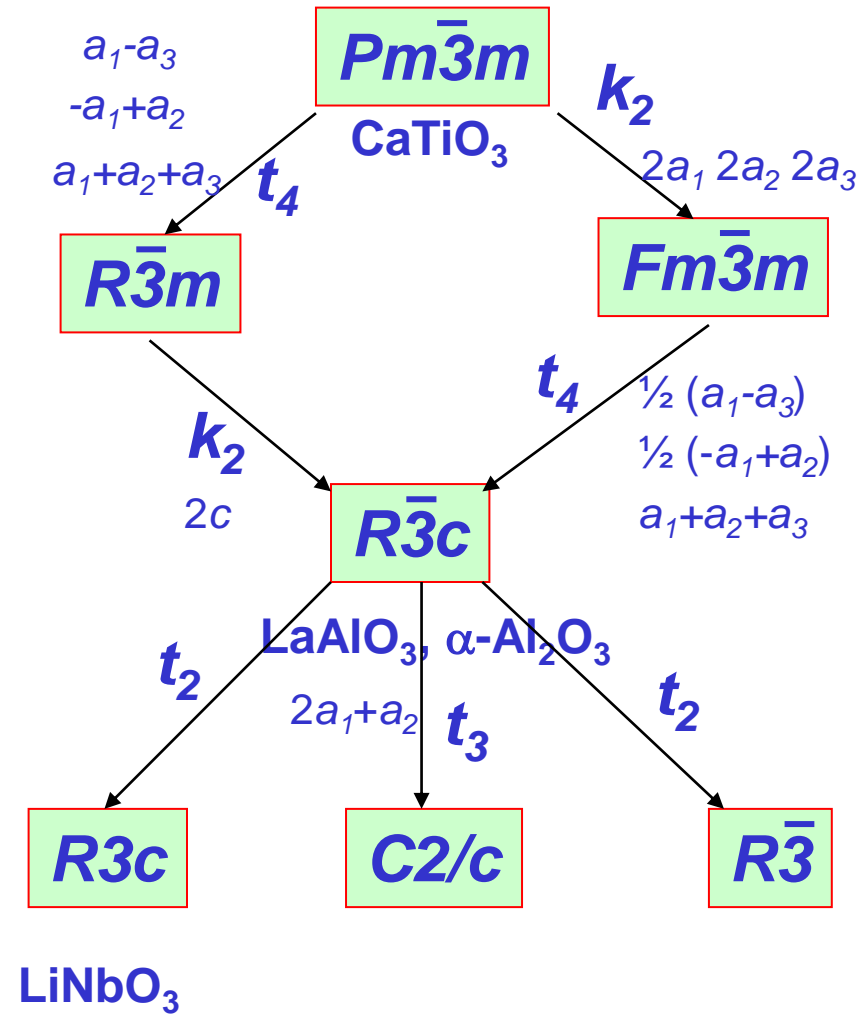 Pm3̅m
a₁-a₃
-a₁+a₂
a₁+a₂+a₃
t₄
CaTiO₃
k₂
2a₁ 2a₂ 2a₃
R3̅m
Fm3̅m
k₂
2c
t₄
½ (a₁-a₃)
½ (-a₁+a₂)
a₁+a₂+a₃
R3̅c
LaAlO₃, α-Al₂O₃
t₂
2a₁+a₂
t₃
t₂
R3c
C2/c
R3̅
LiNbO₃